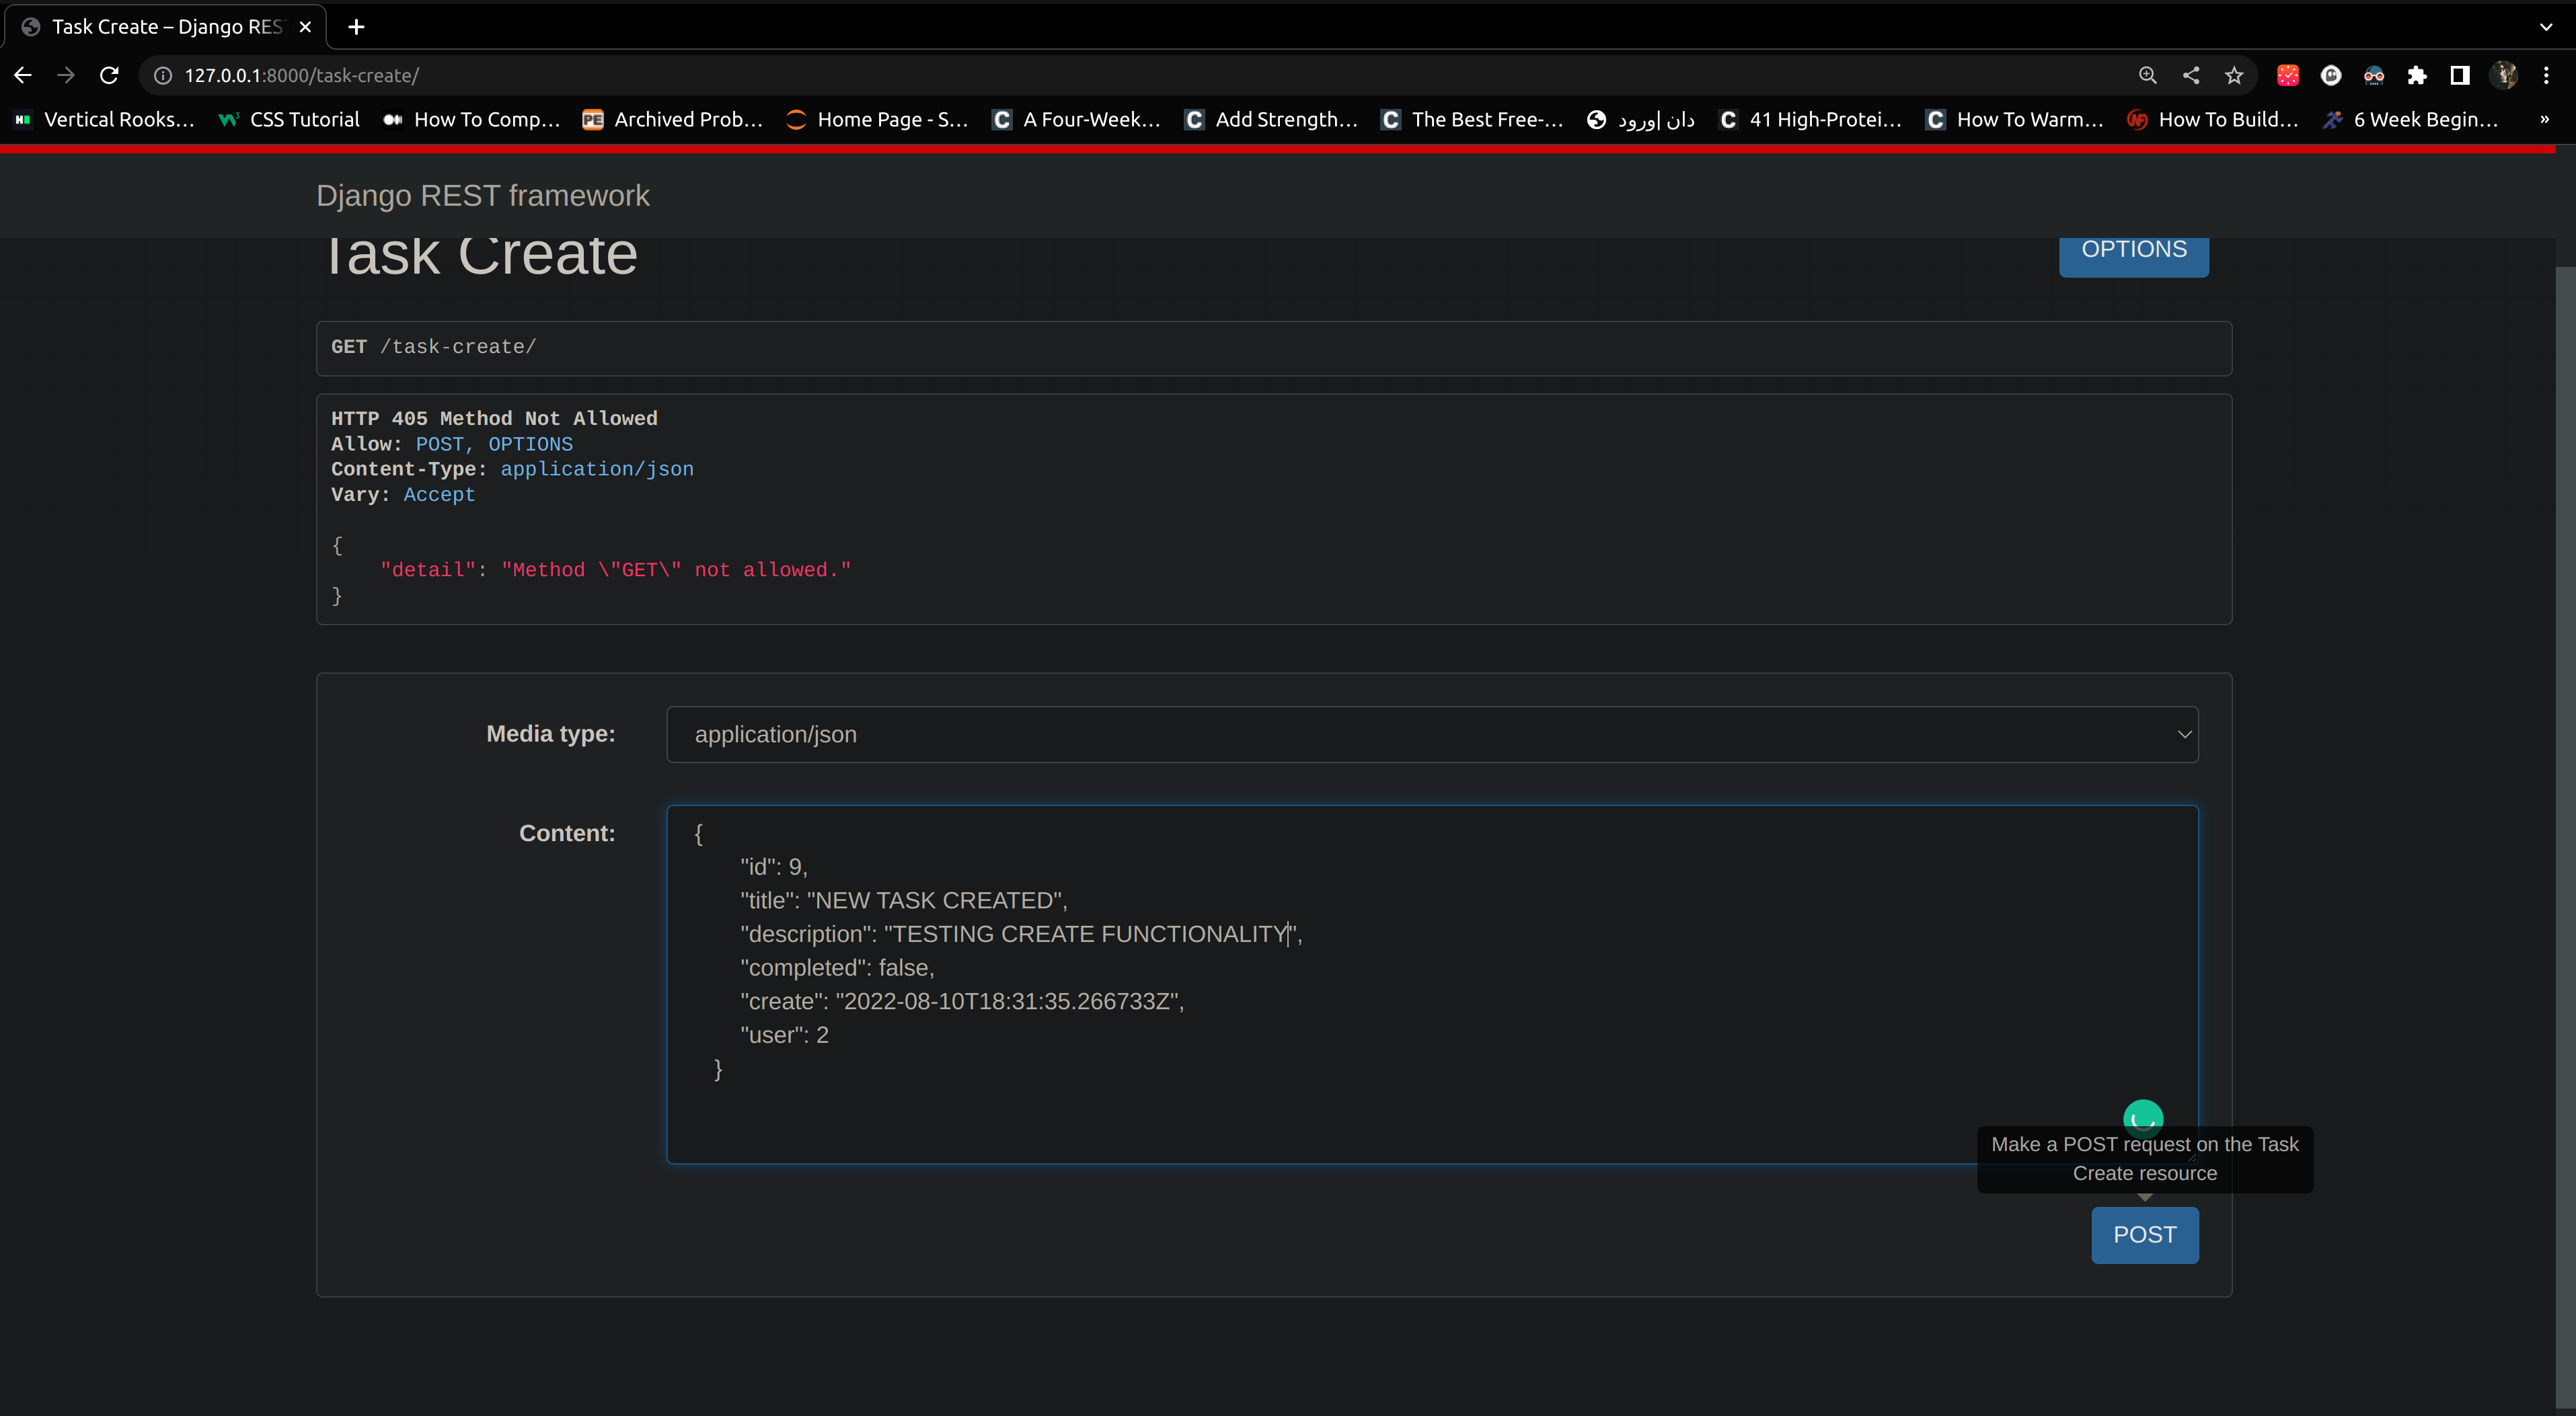 Task Create – Django RES
127.0.0.1:8000/task-create/
Vertical Rooks...
CSS Tutorial
How To Comp...
PE
Archived Prob...
Home Page - S...
C
A Four-Week...
C
Add Strength...
C
The Best Free-...
دان |ورود
C
41 High-Protei...
C
How To Warm...
How To Build...
6 Week Begin...
»
Django REST framework
Task Create
OPTIONS
GET /task-create/
HTTP 405 Method Not Allowed
Allow: POST, OPTIONS
Content-Type: application/json
Vary: Accept
{
"detail": "Method \"GET\" not allowed."
}
Media type:
application/json
Content:
{
"id": 9,
"title": "NEW TASK CREATED",
"description": "TESTING CREATE FUNCTIONALITY",
"completed": false,
"create": "2022-08-10T18:31:35.266733Z",
"user": 2
}
Make a POST request on the Task
Create resource
POST